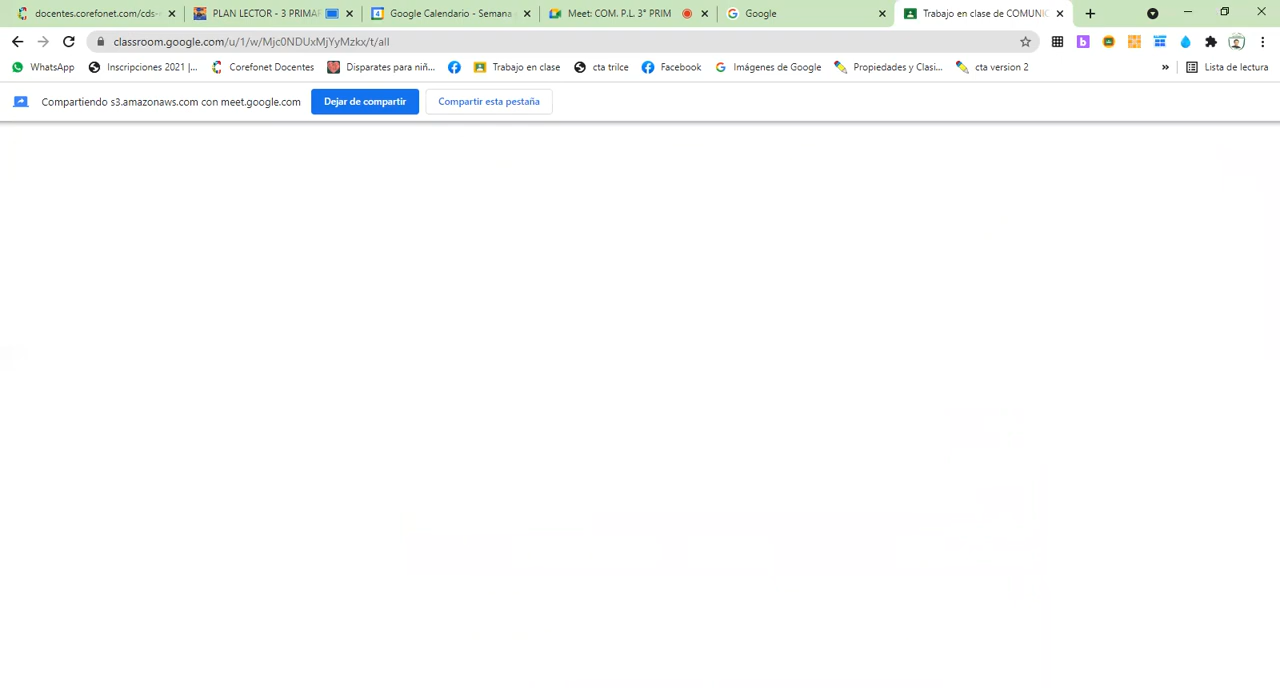 docentes.corefonet.com/cds- PLAN LECTOR - 3 PRIMAR Google Calendario - Semana Meet: COM. P.L. 3° PRIM Google Trabajo en clase de COMUNIC
classroom.google.com/u/1/w/Mjc0NDUxMjYyMzkx/t/all
WhatsApp Inscripciones 2021 |... Corefonet Docentes Disparates para niñ... Trabajo en clase cta trilce Facebook Imágenes de Google Propiedades y Clasi... cta version 2 » Lista de lectura
Compartiendo s3.amazonaws.com con meet.google.com Dejar de compartir Compartir esta pestaña